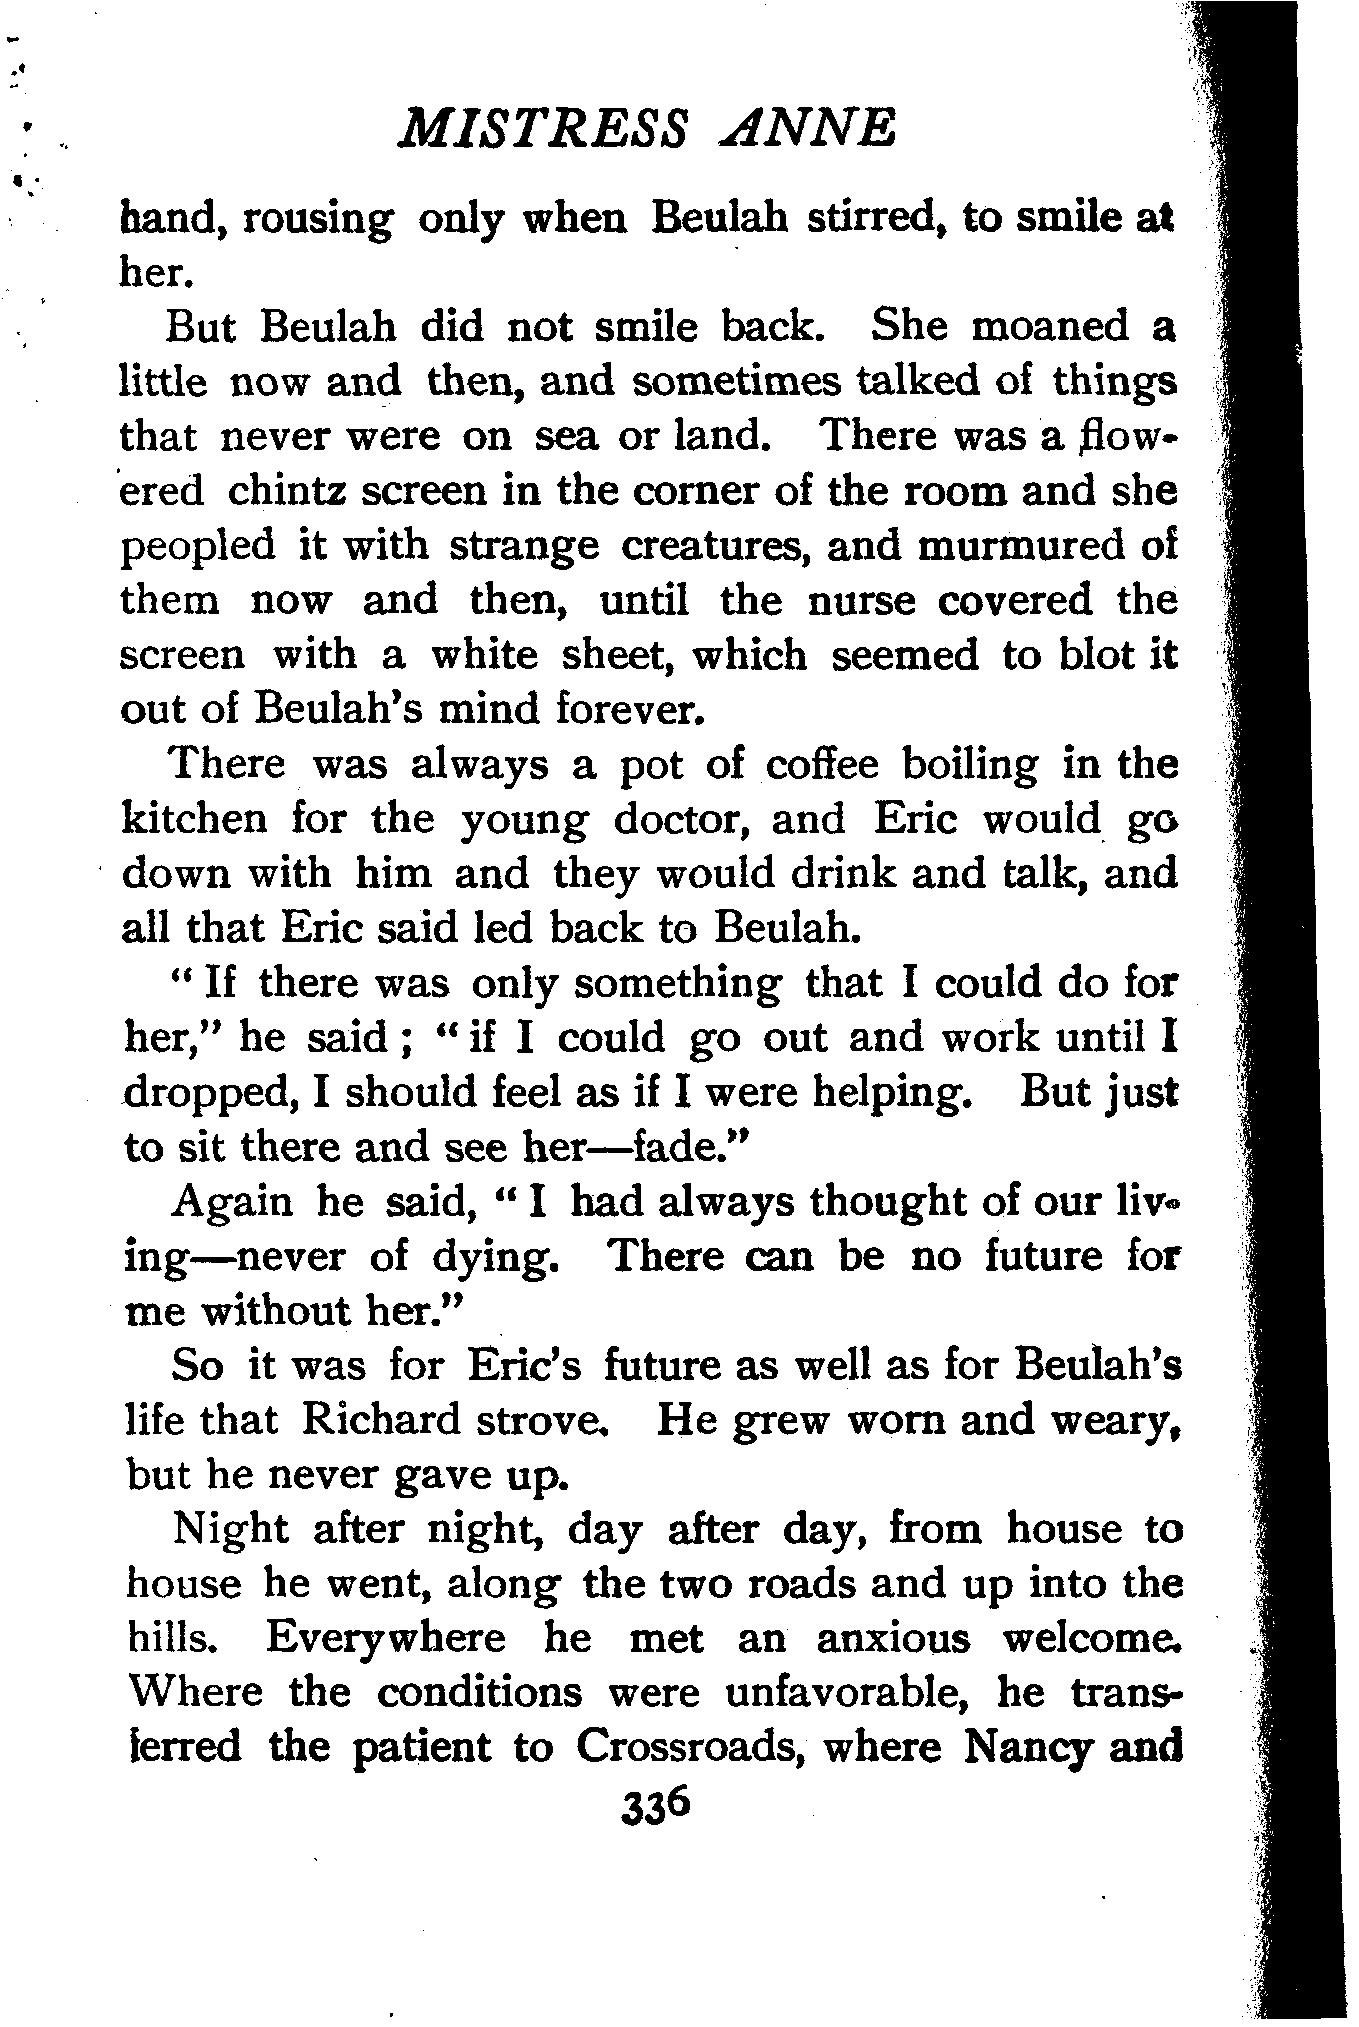 MISTRESS ANNE
hand, rousing only when Beulah stirred, to smile at
her.
But Beulah did not smile back. She moaned a
little now and then, and sometimes talked of things
that never were on sea or land. There was a flow-
ered chintz screen in the corner of the room and she
peopled it with strange creatures, and murmured of
them now and then, until the nurse covered the
screen with a white sheet, which seemed to blot it
out of Beulah's mind forever.
There was always a pot of coffee boiling in the
kitchen for the young doctor, and Eric would go
down with him and they would drink and talk, and
all that Eric said led back to Beulah.
"If there was only something that I could do for
her," he said; "if I could go out and work until I
dropped, I should feel as if I were helping. But just
to sit there and see her—fade."
Again he said, "I had always thought of our liv-
ing—never of dying. There can be no future for
me without her."
So it was for Eric's future as well as for Beulah's
life that Richard strove. He grew worn and weary,
but he never gave up.
Night after night, day after day, from house to
house he went, along the two roads and up into the
hills. Everywhere he met an anxious welcome.
Where the conditions were unfavorable, he trans-
ferred the patient to Crossroads, where Nancy and
336